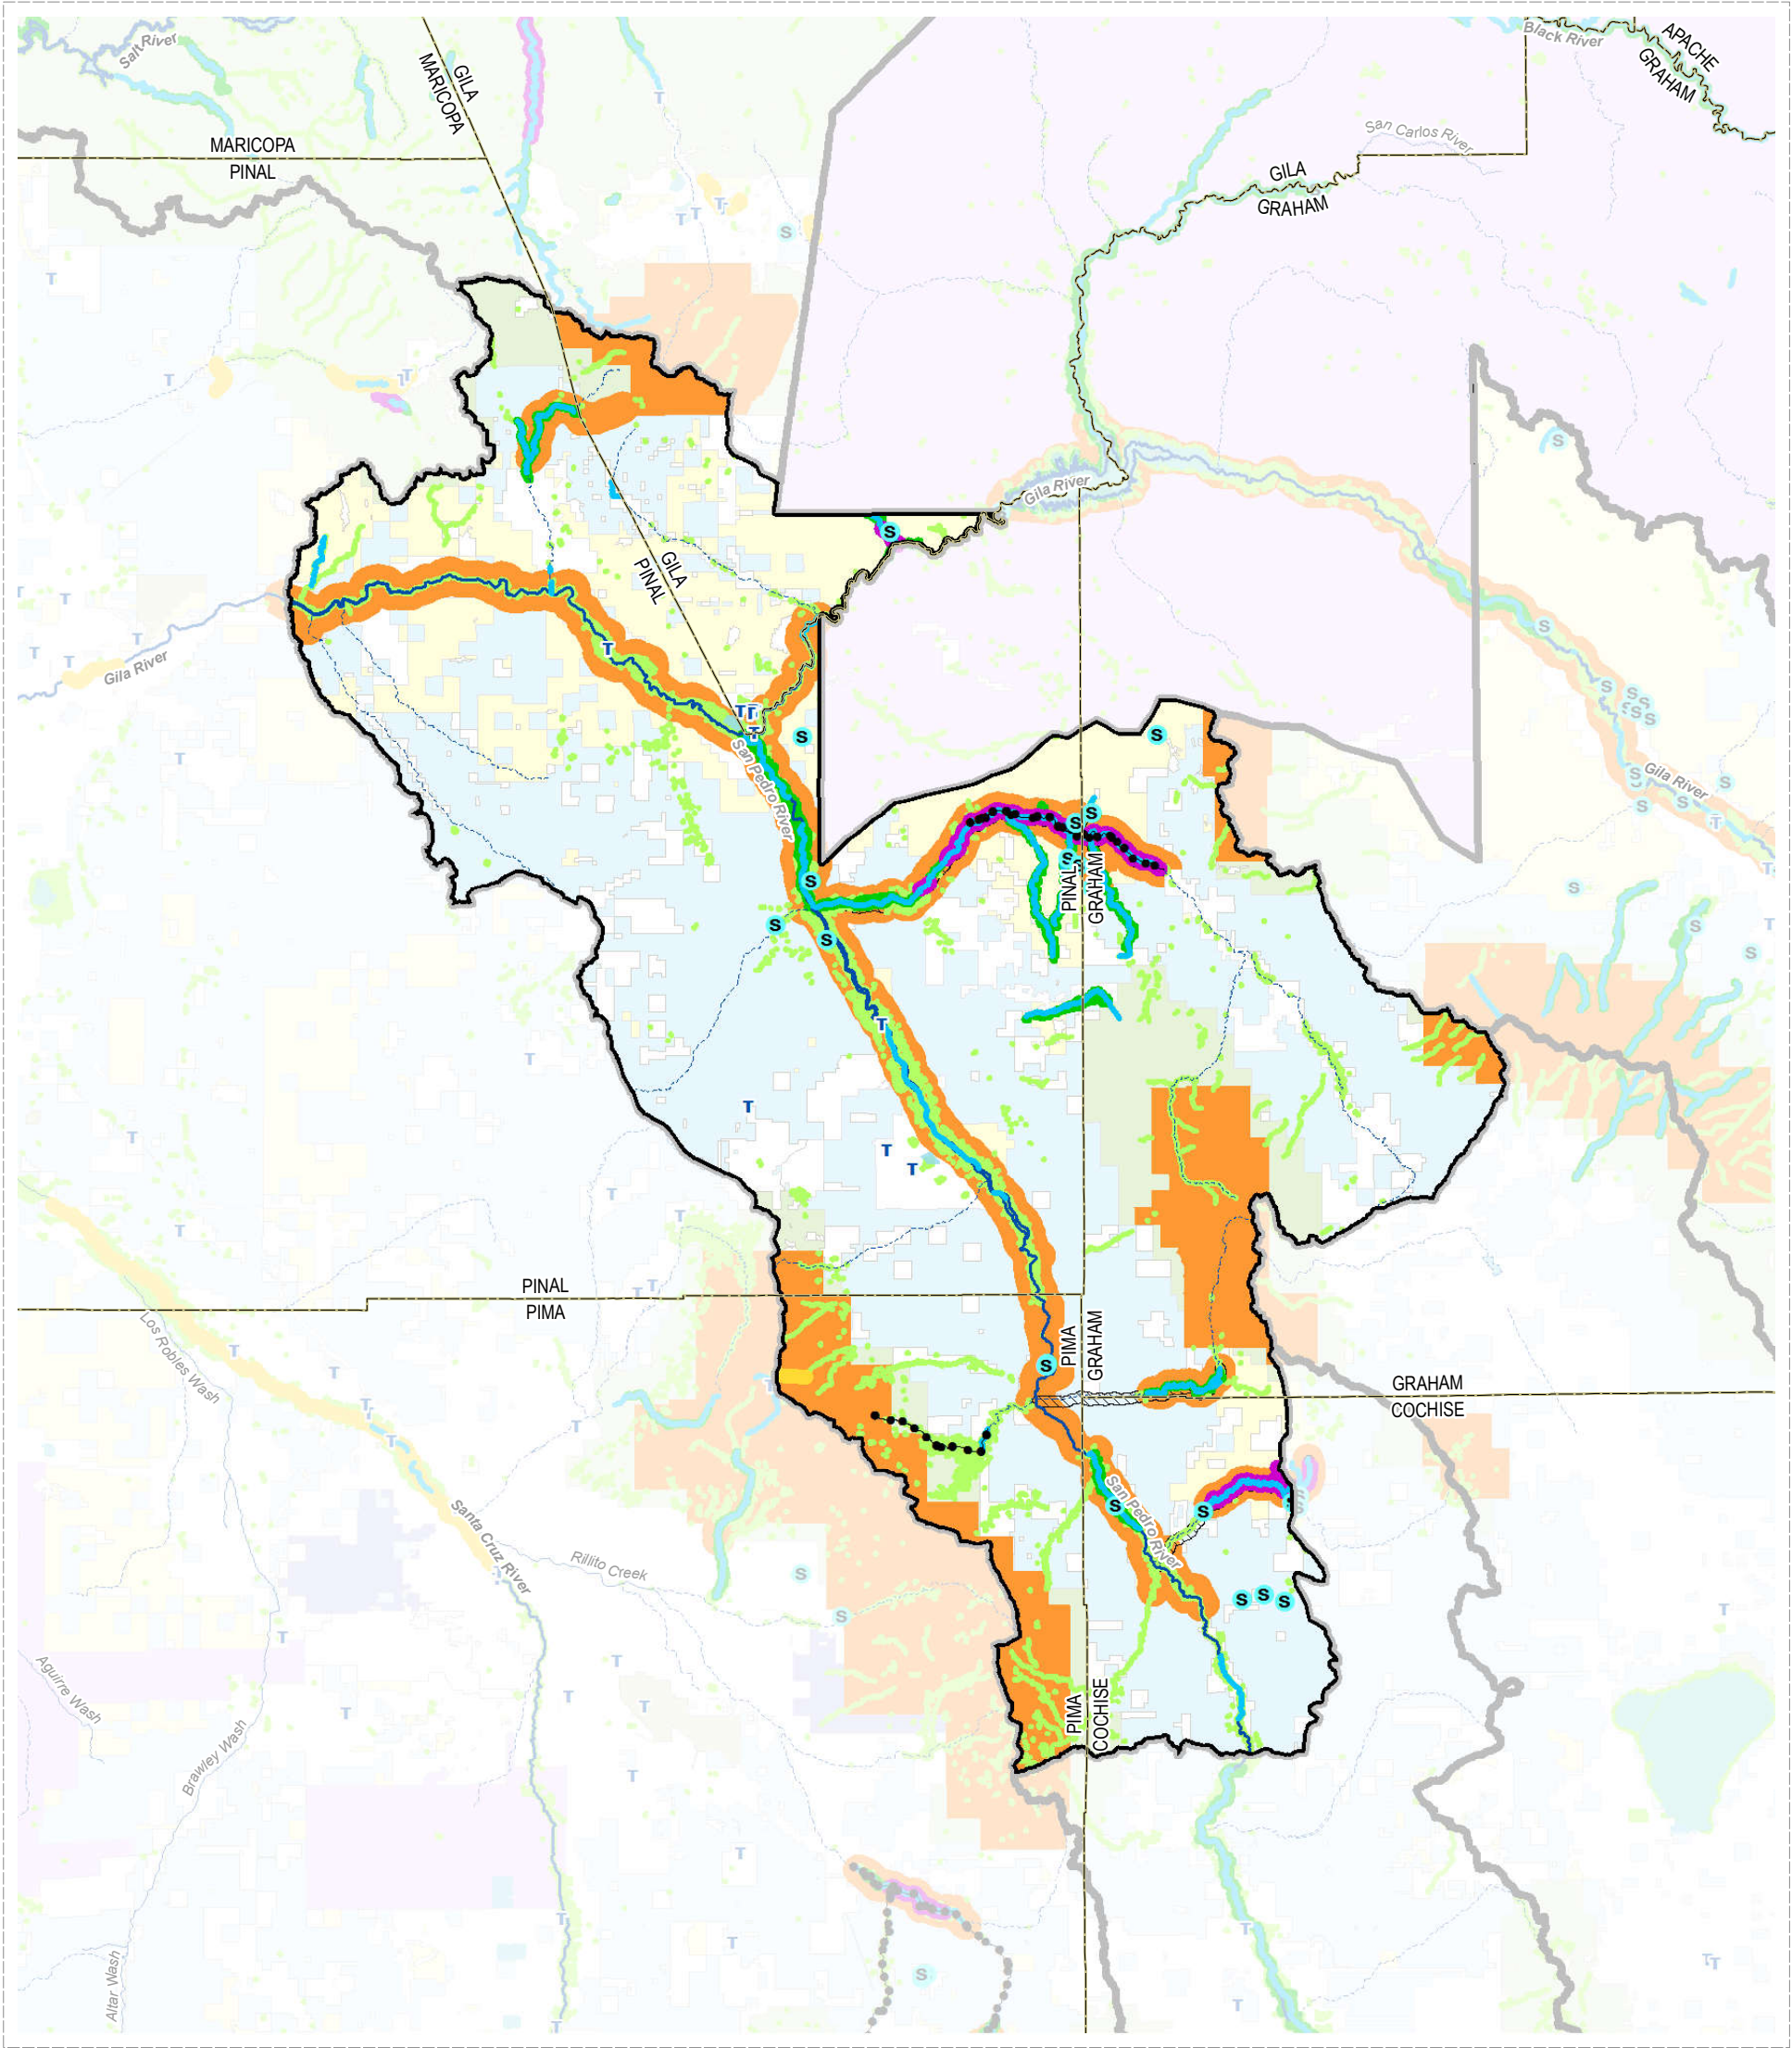 Salt River
GILA
MARICOPA
Black River
APACHE
GRAHAM
MARICOPA
PINAL
San Carlos River
GILA
GRAHAM
T
T
T
T
S
T
T
T
T
S
Gila River
S
GILA
PINAL
T
T
T
T
Gila River
T
S
T
T
T
T
San Pedro River
S
S
S
S
S
S
S
S
S
Gila River
S
S
S
T
T
S
S
S
PINAL
GRAHAM
S
S
S
S
S
T
T
T
T
T
T
T
T
T
T
PINAL
PIMA
T
T
Los Robles Wash
T
PIMA
GRAHAM
S
GRAHAM
COCHISE
T
T
T
T
Santa Cruz River
San Pedro River
S
S
S
Rillito Creek
S
S
S
S
S
T
T
Aguirre Wash
T
T
T
PIMA
COCHISE
Brawley Wash
T
T
T
T
T
Altar Wash
T
S
T
T
T